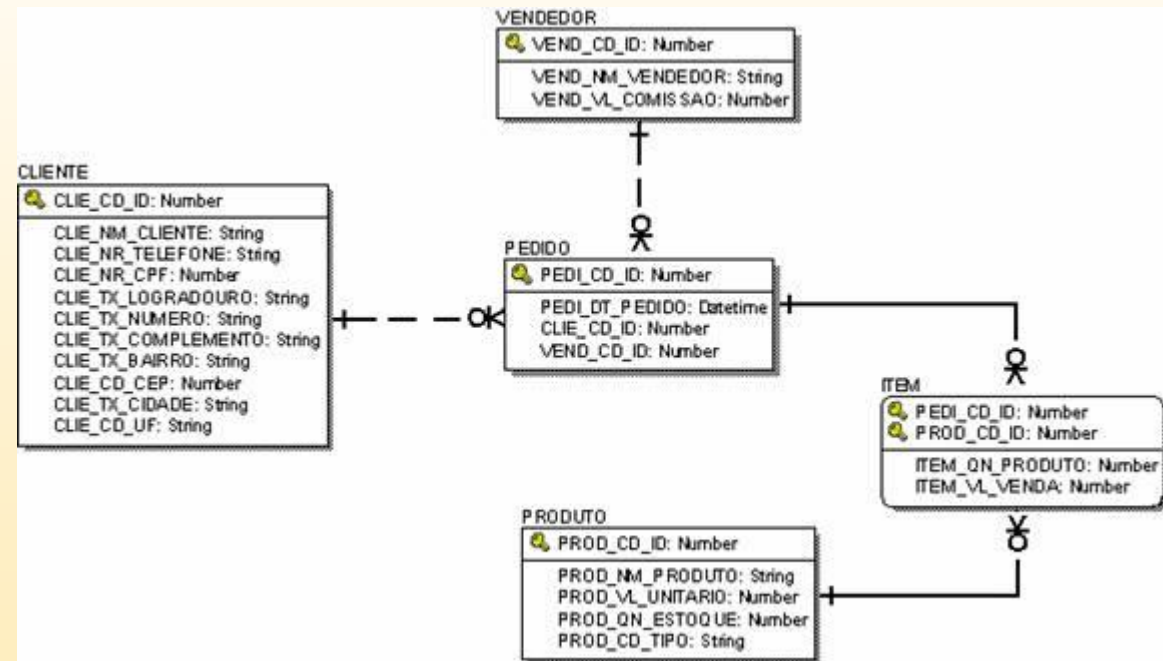 VENDEDOR
VEND_CD_ID: Number
VEND_NM_VENDEDOR: String
VEND_VL_COMISSAO: Number
CLIENTE
CLIE_CD_ID: Number
CLIE_NM_CLIENTE: String
CLIE_NR_TELEFONE: String
CLIE_NR_CPF: Number
CLIE_TX_LOGRADOURO: String
CLIE_TX_NUMERO: String
CLIE_TX_COMPLEMENTO: String
CLIE_TX_BAIRRO: String
CLIE_CD_CEP: Number
CLIE_TX_CIDADE: String
CLIE_CD_UF: String
PEDIDO
PEDI_CD_ID: Number
PEDI_DT_PEDIDO: Datetime
CLIE_CD_ID: Number
VEND_CD_ID: Number
ITEM
PEDI_CD_ID: Number
PROD_CD_ID: Number
ITEM_QN_PRODUTO: Number
ITEM_VL_VENDA: Number
PRODUTO
PROD_CD_ID: Number
PROD_NM_PRODUTO: String
PROD_VL_UNITARIO: Number
PROD_QN_ESTOQUE: Number
PROD_CD_TIPO: String